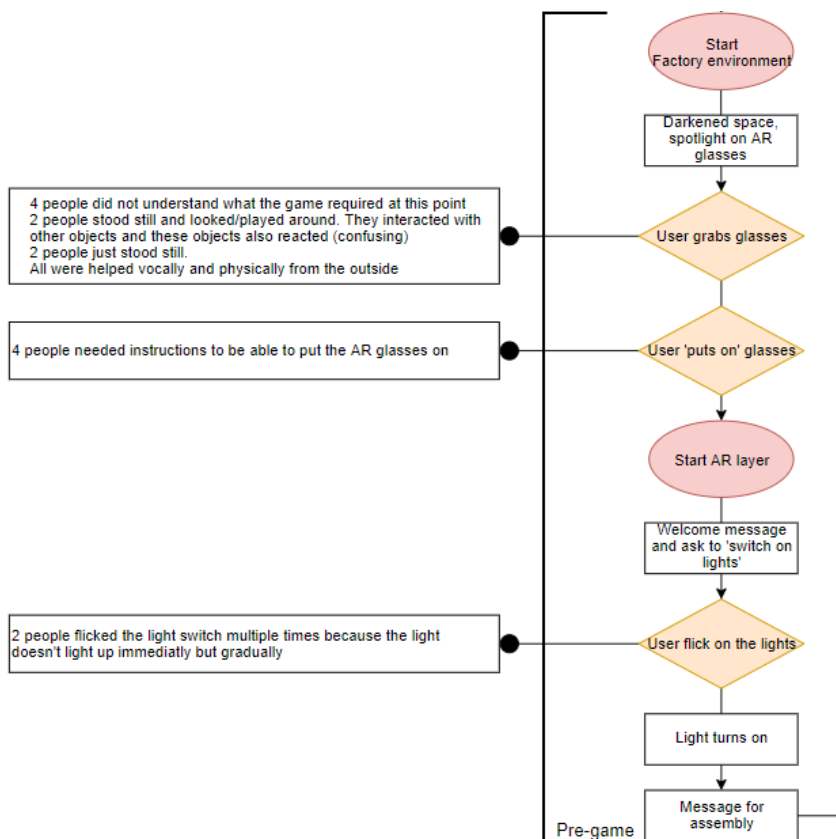 Start
Factory environment
Darkened space,
spotlight on AR
glasses
4 people did not understand what the game required at this point
2 people stood still and looked/played around. They interacted with
other objects and these objects also reacted (confusing)
2 people just stood still.
All were helped vocally and physically from the outside
User grabs glasses
4 people needed instructions to be able to put the AR glasses on
User 'puts on' glasses
Start AR layer
Welcome message
and ask to 'switch on
lights'
2 people flicked the light switch multiple times because the light
doesn't light up immediatly but gradually
User flick on the lights
Light turns on
Message for
assembly
Pre-game